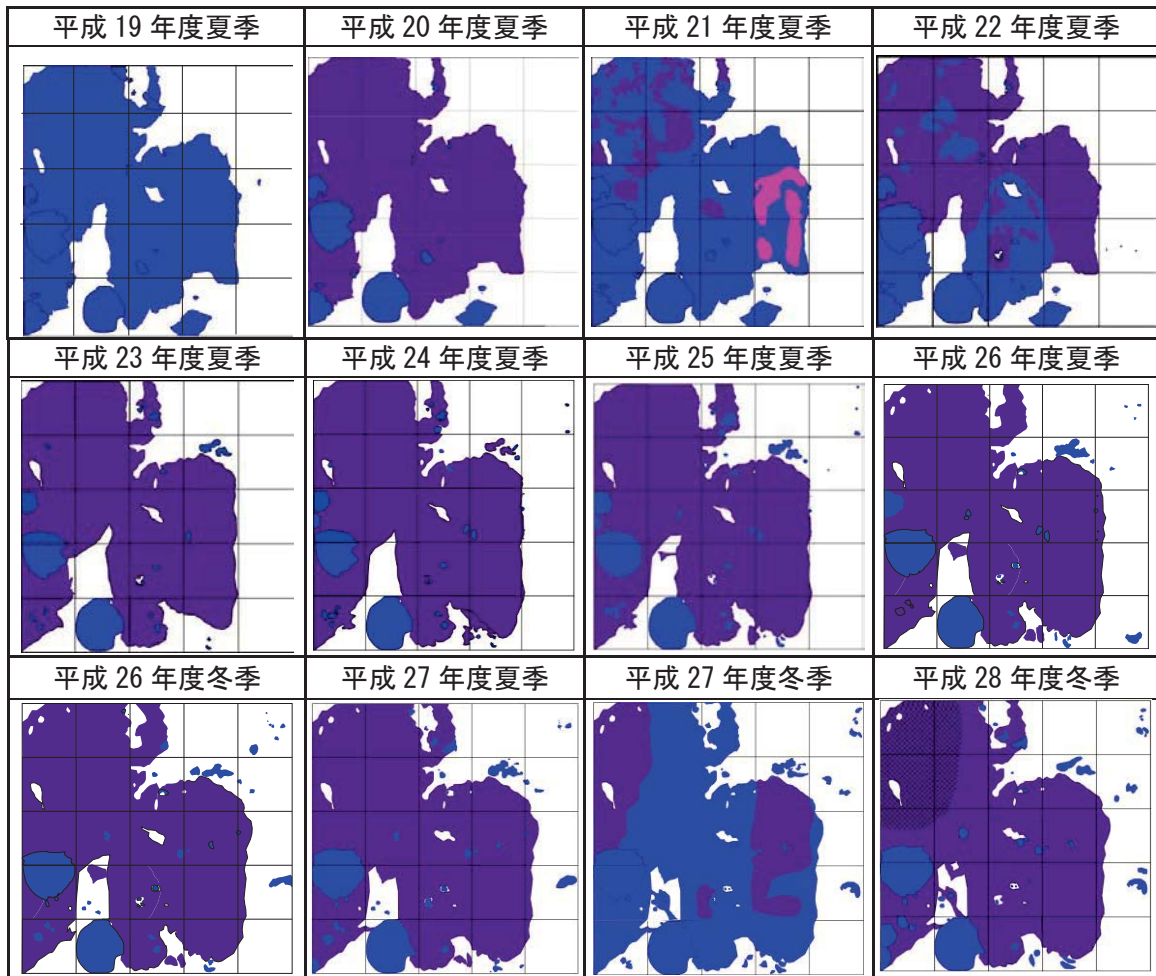 平成 19 年度夏季
平成 20 年度夏季
平成 21 年度夏季
平成 22 年度夏季
平成 23 年度夏季
平成 24 年度夏季
平成 25 年度夏季
平成 26 年度夏季
平成 26 年度冬季
平成 27 年度夏季
平成 27 年度冬季
平成 28 年度冬季